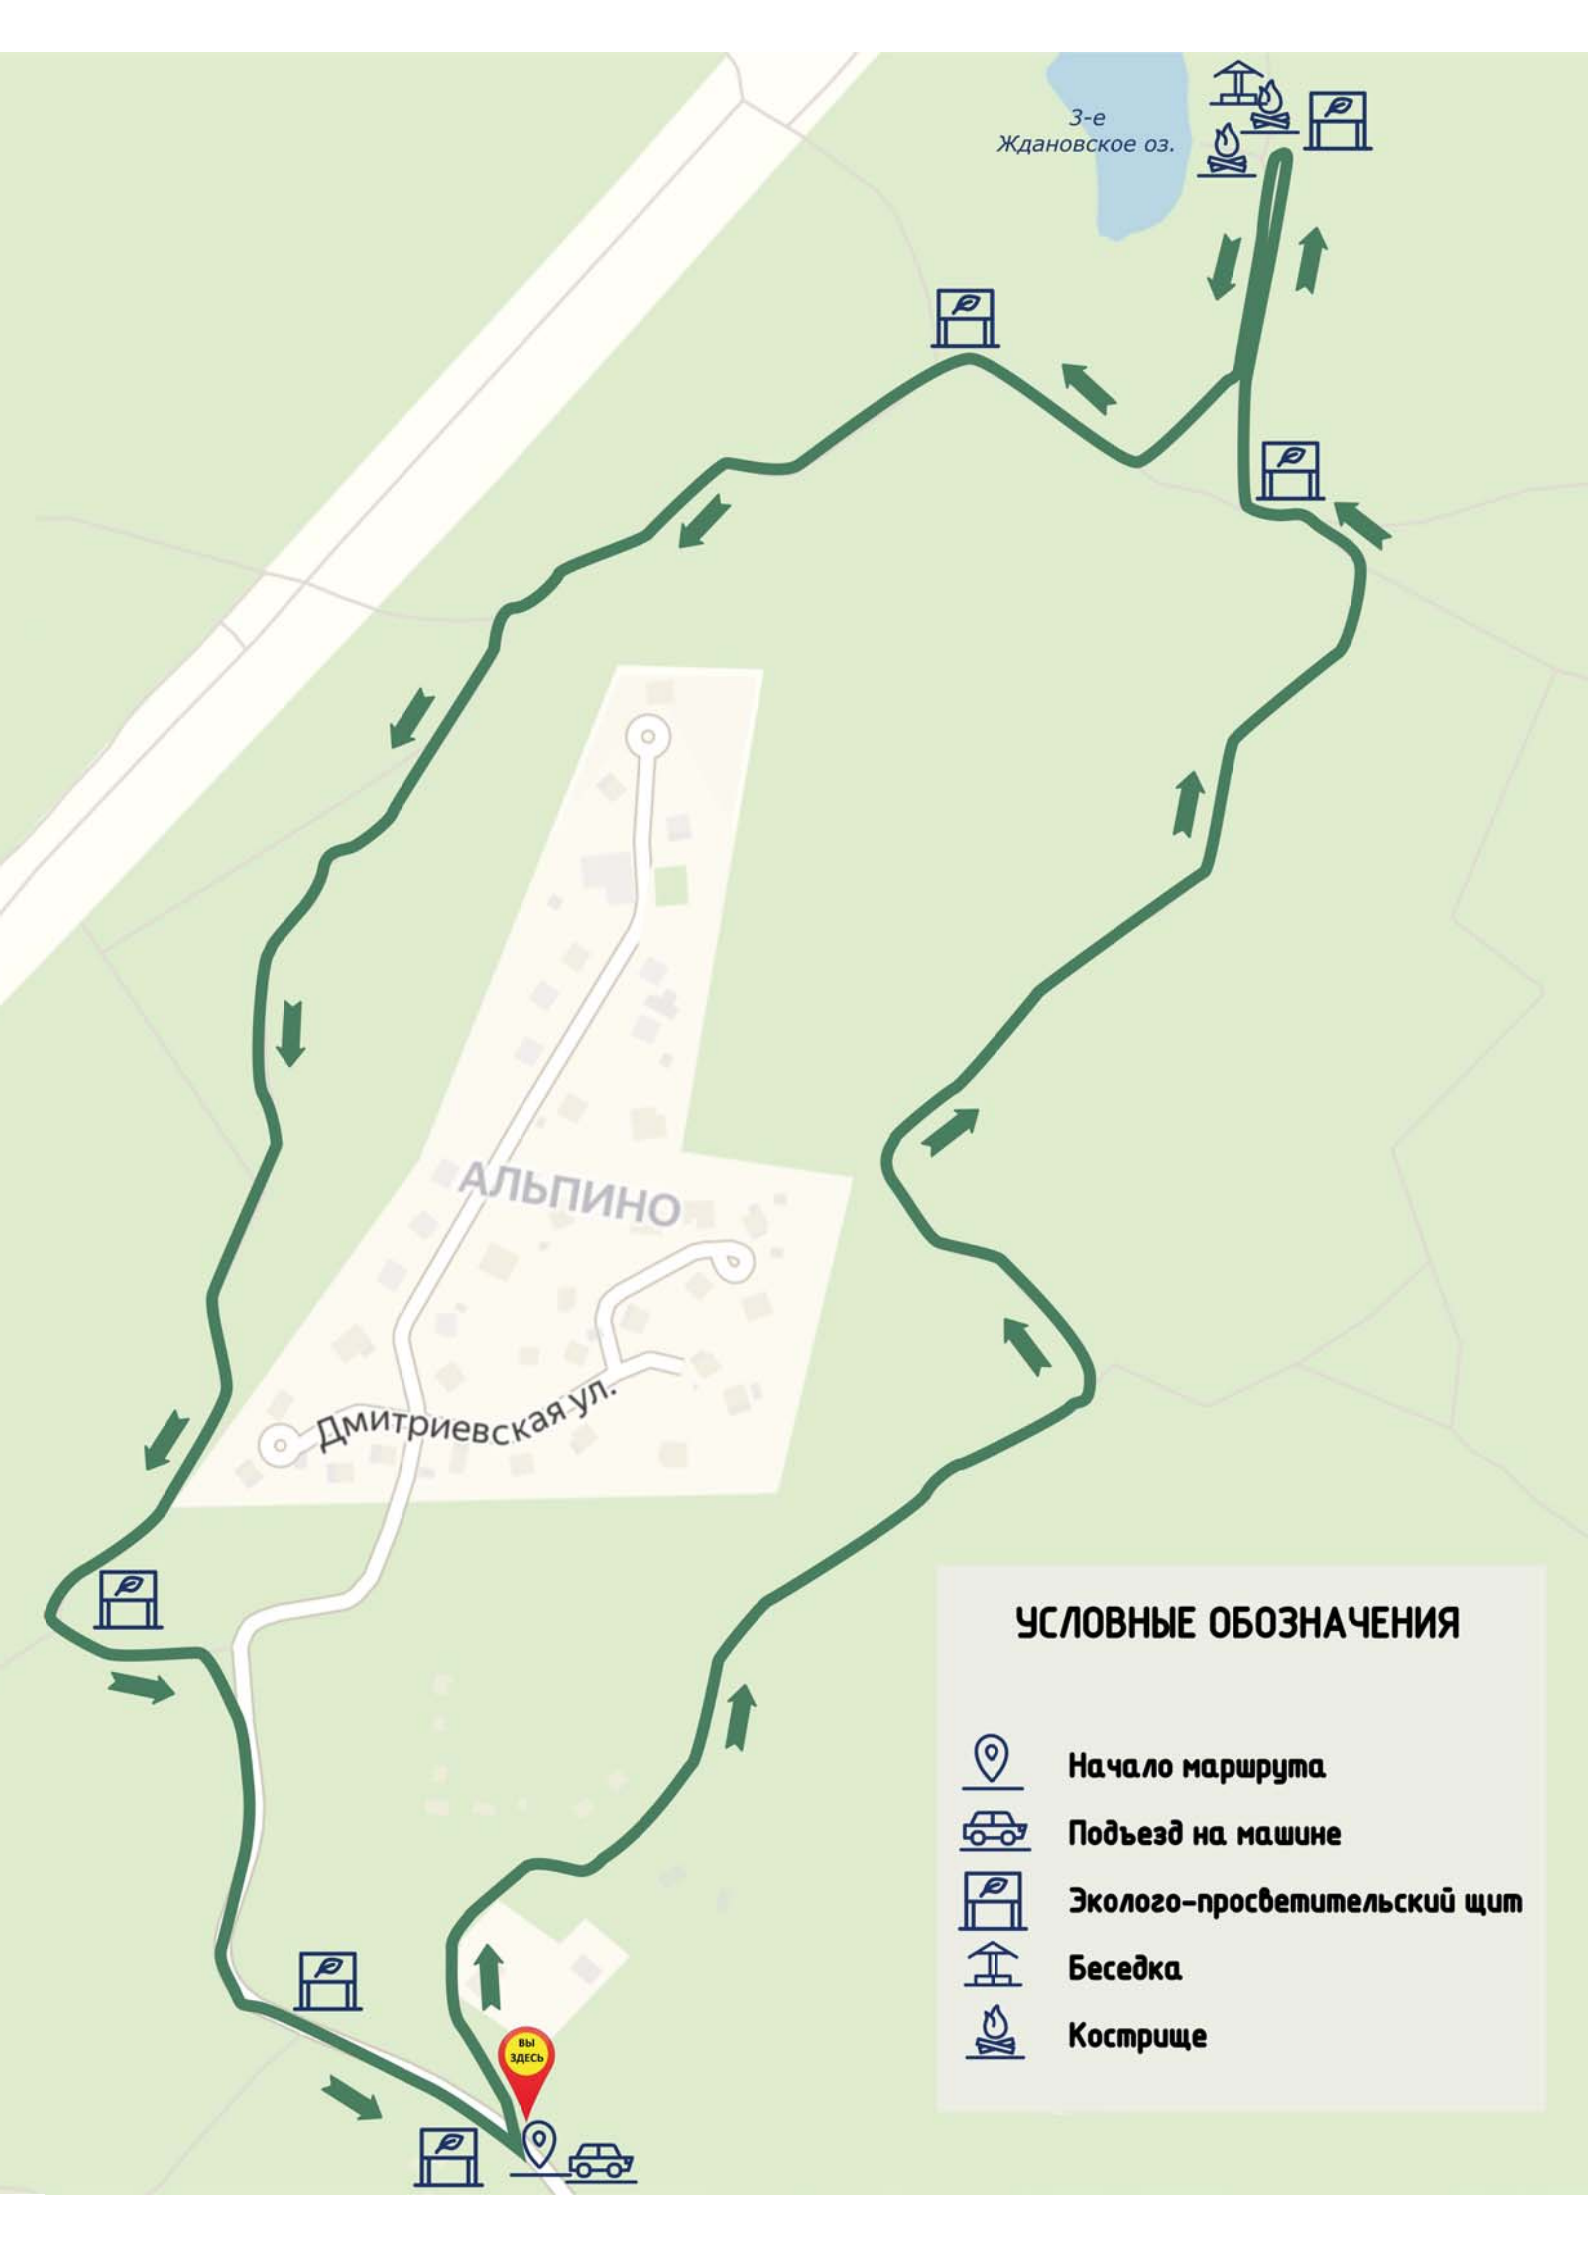 3-е
Ждановское оз.
АЛЬПИНО
Дмитриевская ул.
УСЛОВНЫЕ ОБОЗНАЧЕНИЯ
Начало маршрута
Подъезд на машине
Эколого-просветительский щит
Беседка
Кострище
ВЫ
ЗДЕСЬ